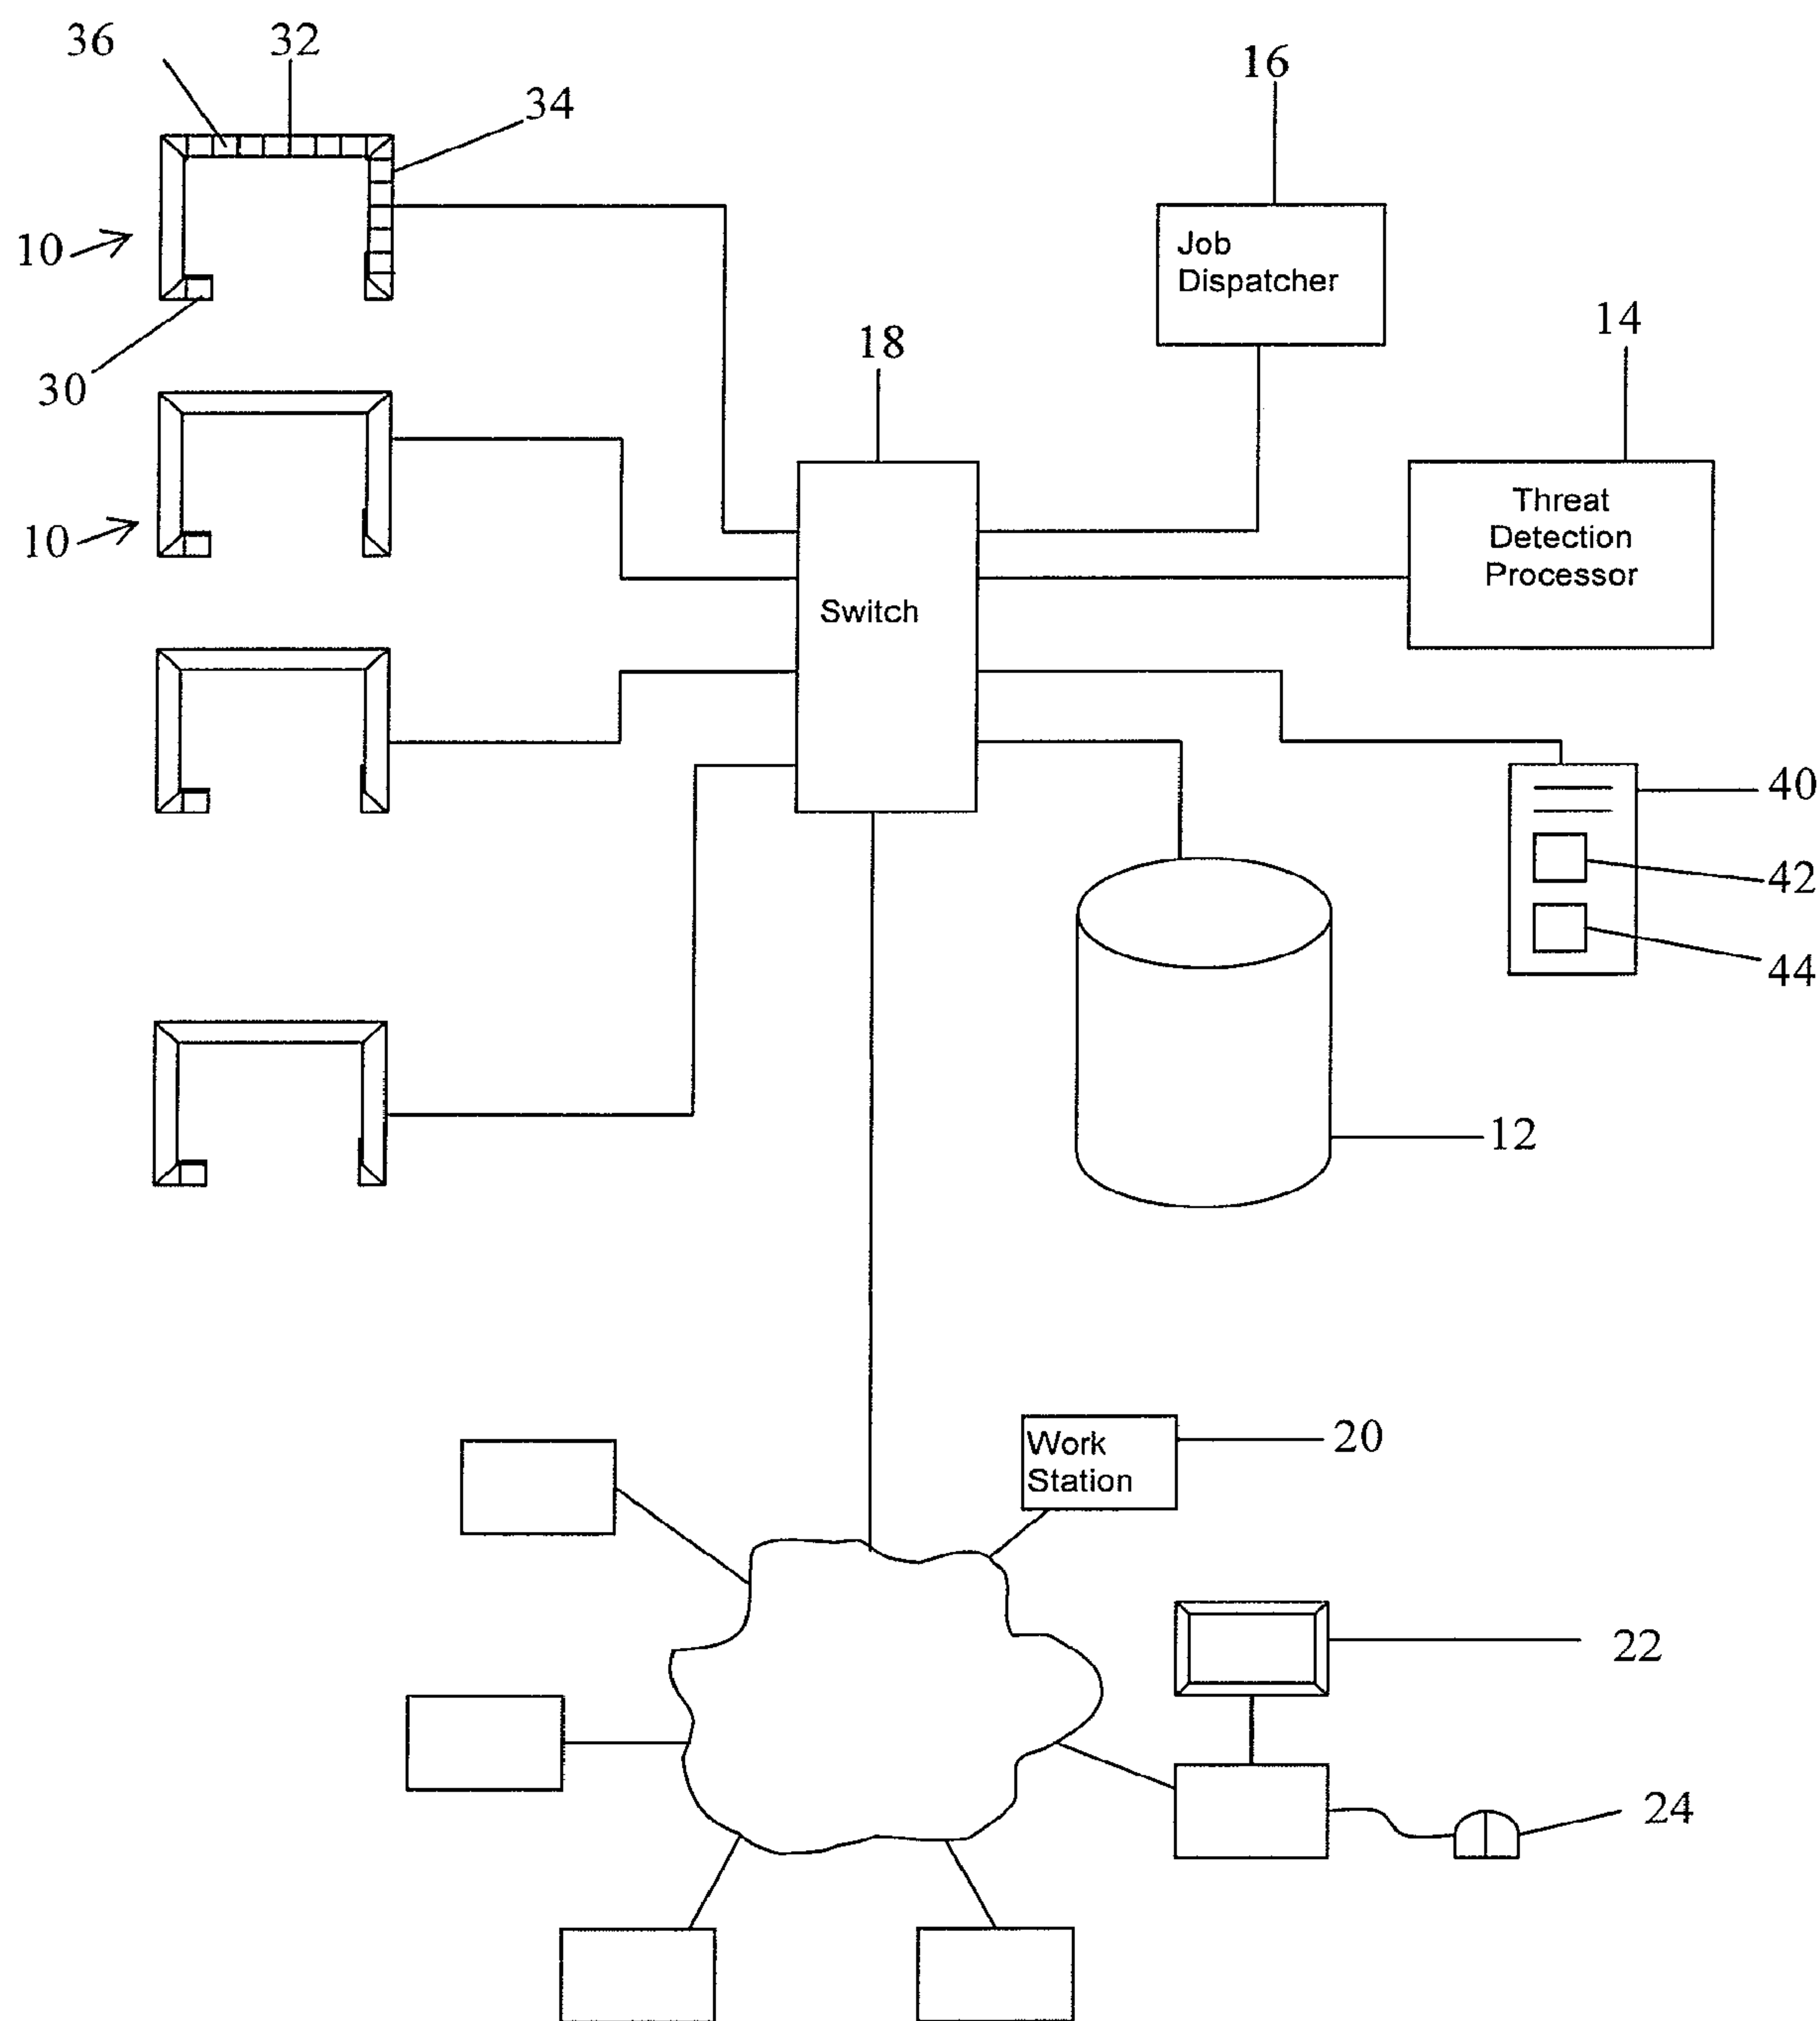 36
32
34
16
10
Job
Dispatcher
14
18
30
Threat
Detection
Processor
10
Switch
40
42
44
12
Work
Station
20
22
24